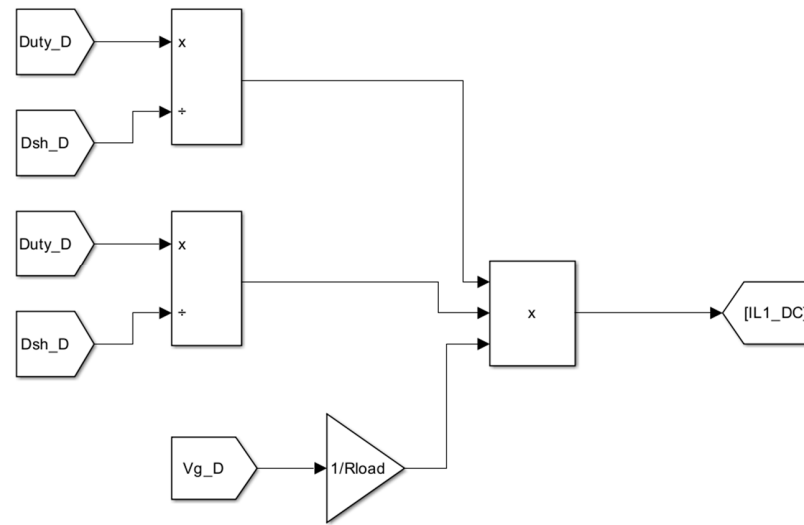 Duty_D
x
÷
Dsh_D
Duty_D
x
÷
Dsh_D
x
[IL1_DC]
Vg_D
1/Rload